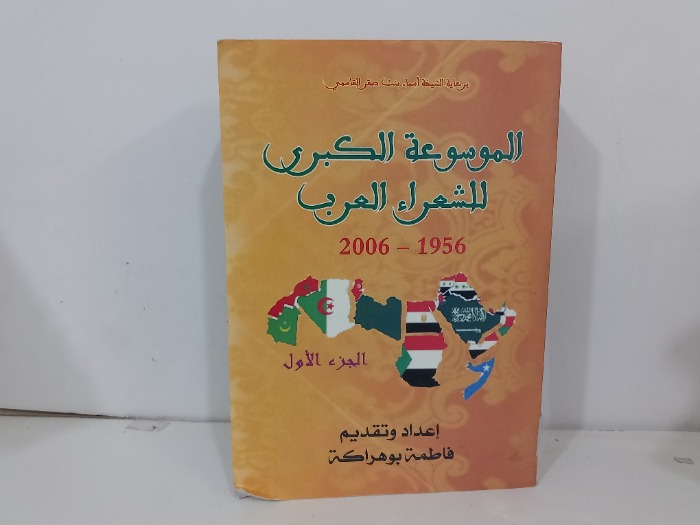 برعاية الشيخة أسماء بنت صقر القاسمي
الموسوعة الكبرى
للشعراء العرب
2006 – 1956
الجزء الأول
إعداد وتقديم
فاطمة بوهراكة